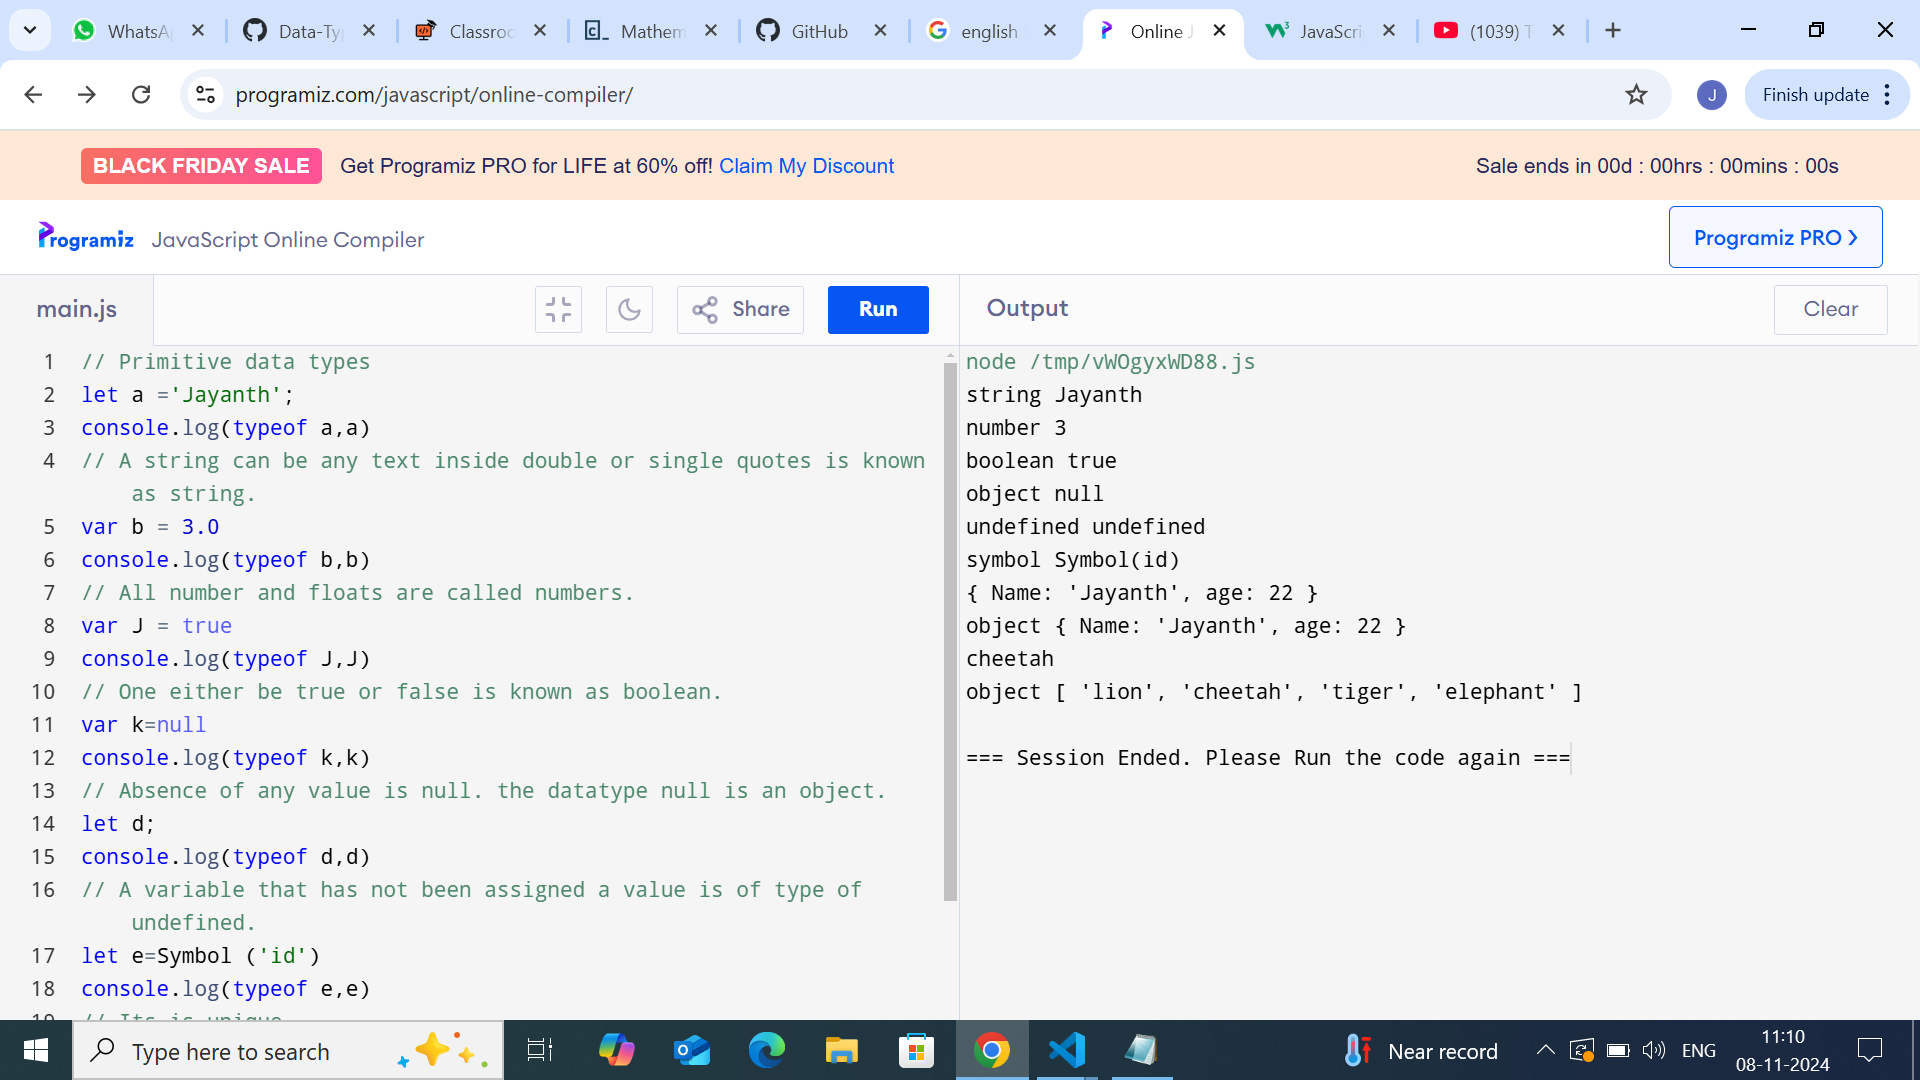 WhatsA
Data-Ty
Classroo
Mathem
GitHub
english
Online J
JavaScri
(1039) T
programiz.com/javascript/online-compiler/
J
Finish update
BLACK FRIDAY SALE Get Programiz PRO for LIFE at 60% off! Claim My Discount
Sale ends in 00d : 00hrs : 00mins : 00s
Programiz JavaScript Online Compiler
Programiz PRO ›
main.js
Share
Run
Output
Clear
1 // Primitive data types
2 let a ='Jayanth';
3 console.log(typeof a,a)
4 // A string can be any text inside double or single quotes is known
as string.
5 var b = 3.0
6 console.log(typeof b,b)
7 // All number and floats are called numbers.
8 var J = true
9 console.log(typeof J,J)
10 // One either be true or false is known as boolean.
11 var k=null
12 console.log(typeof k,k)
13 // Absence of any value is null. the datatype null is an object.
14 let d;
15 console.log(typeof d,d)
16 // A variable that has not been assigned a value is of type of
undefined.
17 let e=Symbol ('id')
18 console.log(typeof e,e)
19 // Its is unique
node /tmp/vWOgyxWD88.js
string Jayanth
number 3
boolean true
object null
undefined undefined
symbol Symbol(id)
{ Name: 'Jayanth', age: 22 }
object { Name: 'Jayanth', age: 22 }
cheetah
object [ 'lion', 'cheetah', 'tiger', 'elephant' ]
=== Session Ended. Please Run the code again ===
Type here to search
Near record
ENG
11:10
08-11-2024